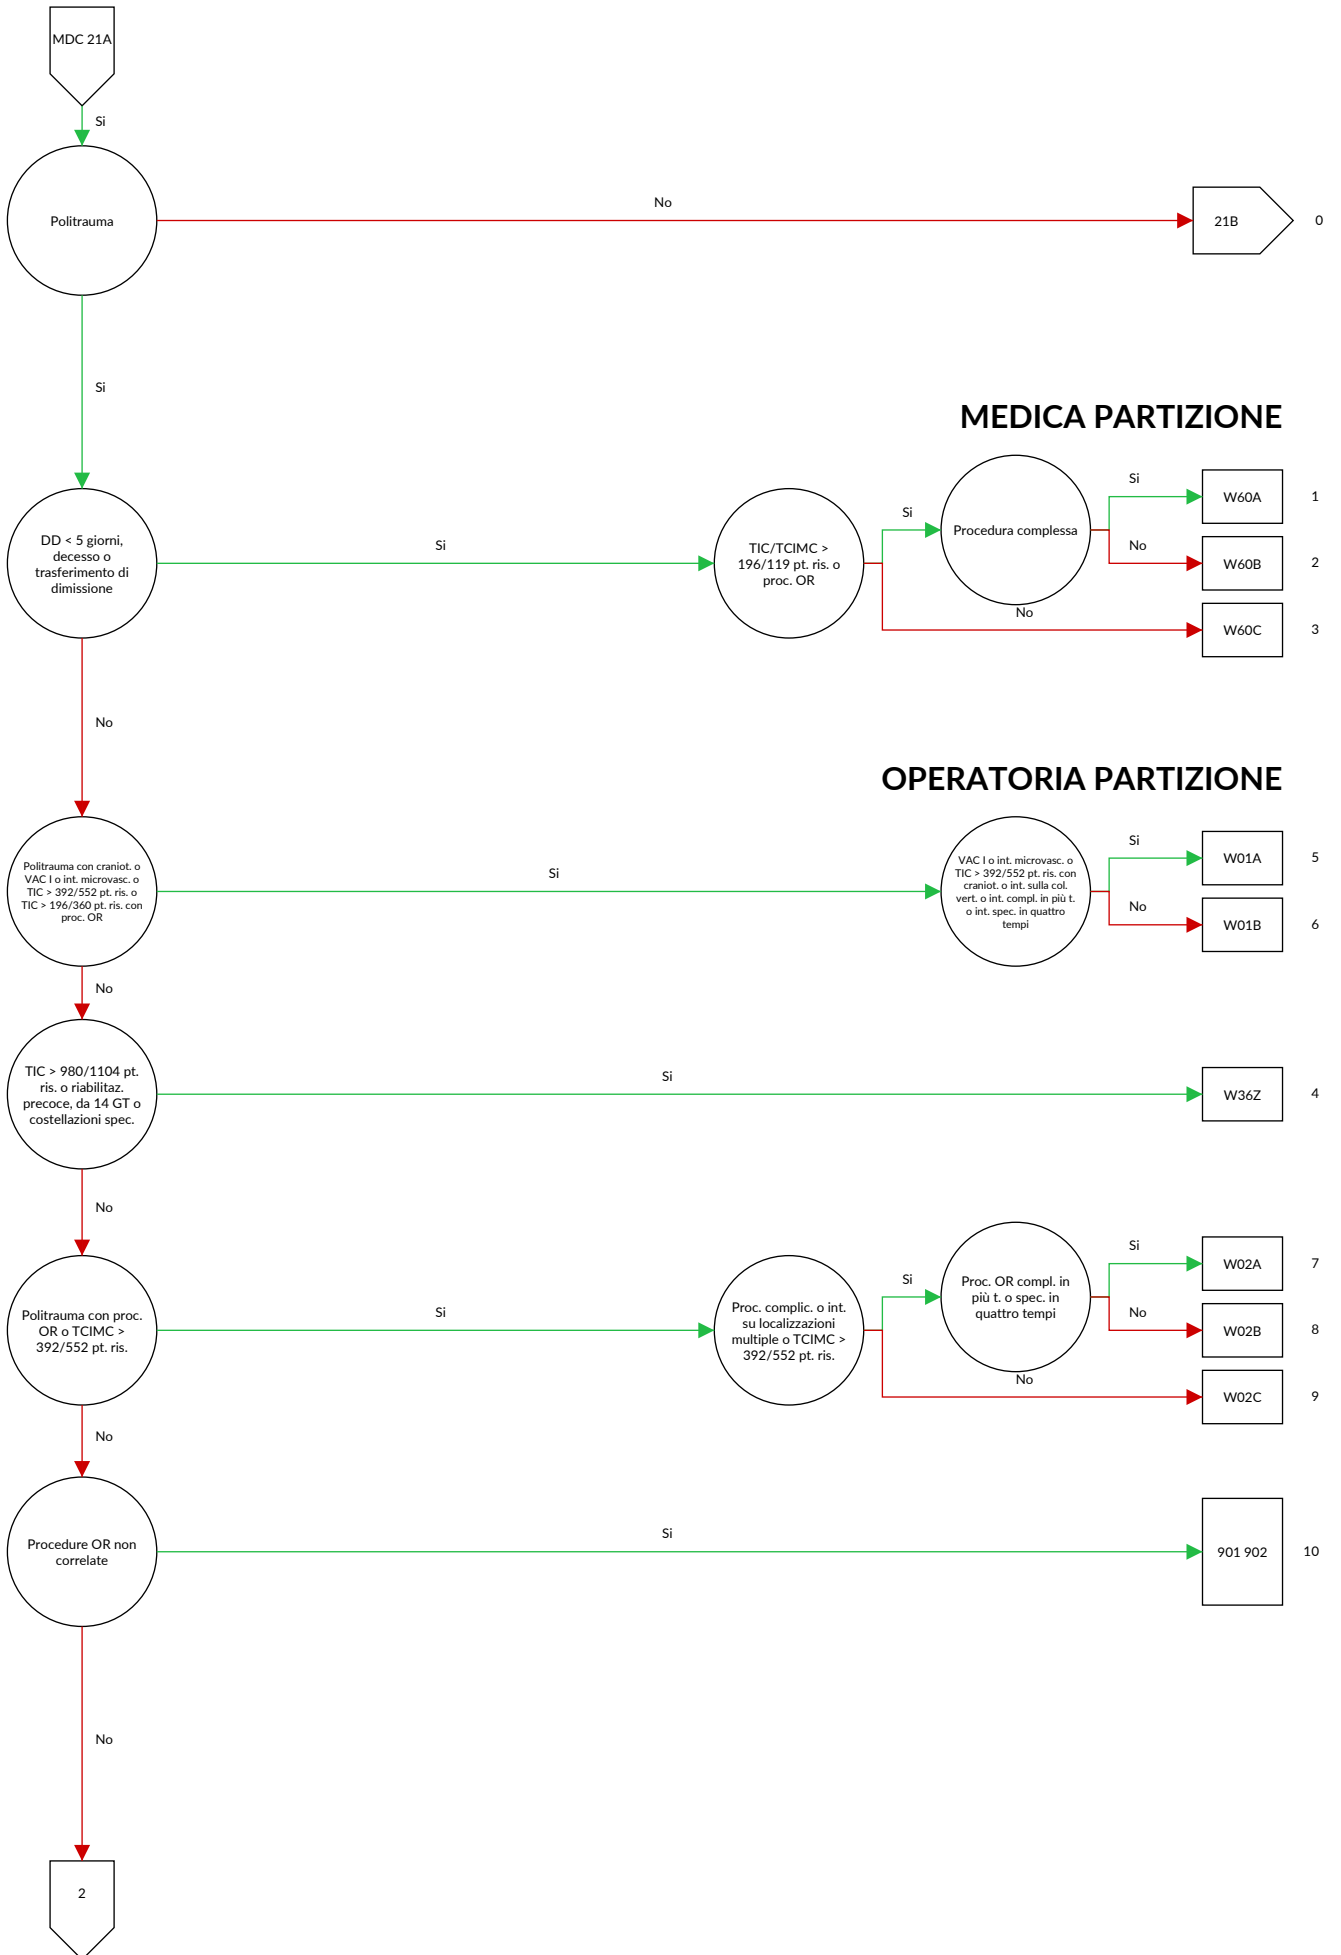 MDC 21A
Si
Politrauma
No
21B
0
Si
MEDICA PARTIZIONE
DD < 5 giorni,
decesso o
trasferimento di
dimissione
Si
TIC/TCIMC >
196/119 pt. ris. o
proc. OR
Si
Procedura complessa
Si
W60A
1
No
W60B
2
No
W60C
3
No
OPERATORIA PARTIZIONE
Politrauma con craniot. o
VAC I o int. microvasc. o
TIC > 392/552 pt. ris. o
TIC > 196/360 pt. ris. con
proc. OR
Si
VAC I o int. microvasc. o
TIC > 392/552 pt. ris. con
craniot. o int. sulla col.
vert. o int. compl. in più t.
o int. spec. in quattro
tempi
Si
W01A
5
No
W01B
6
No
TIC > 980/1104 pt.
ris. o riabilitaz.
precoce, da 14 GT o
costellazioni spec.
Si
W36Z
4
No
Politrauma con proc.
OR o TCIMC >
392/552 pt. ris.
Si
Proc. complic. o int.
su localizzazioni
multiple o TCIMC >
392/552 pt. ris.
Si
Proc. OR compl. in
più t. o spec. in
quattro tempi
Si
W02A
7
No
W02B
8
No
W02C
9
No
Procedure OR non
correlate
Si
901 902
10
No
2